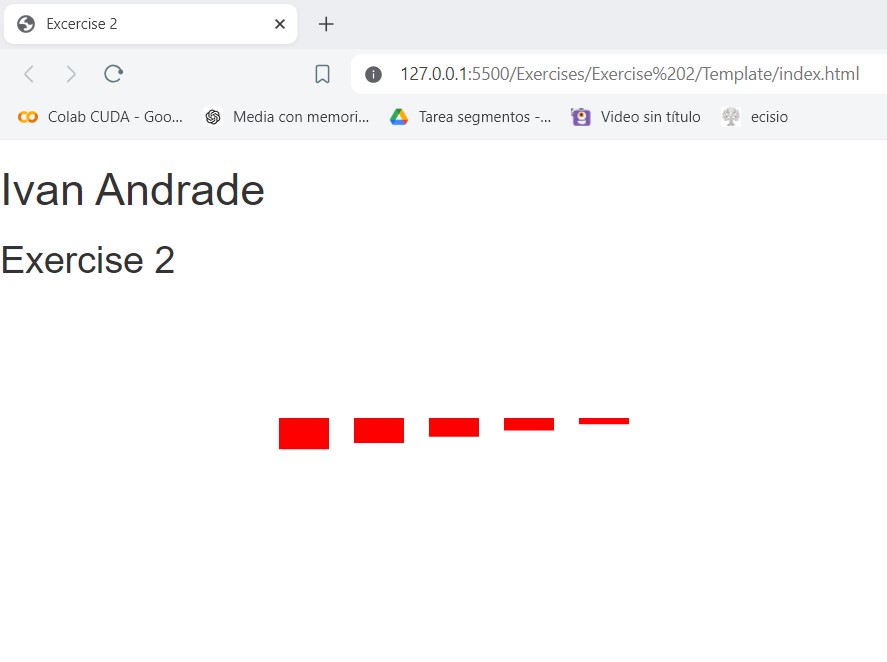 Excercise 2
127.0.0.1:5500/Exercises/Exercise%202/Template/index.html
Colab CUDA - Goo... Media con memori... Tarea segmentos -... Video sin título ecisio
Ivan Andrade
Exercise 2